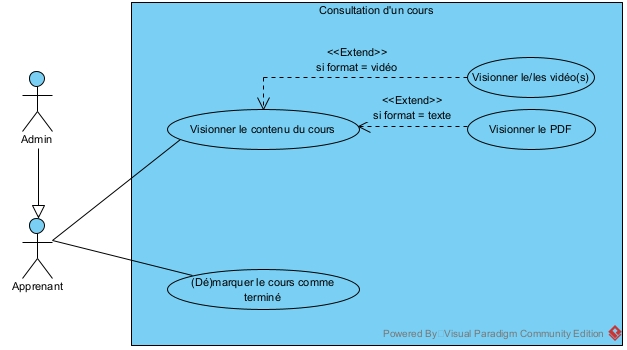 Consultation d'un cours
<<Extend>>
si format = vidéo
Visionner le/les vidéo(s)
<<Extend>>
si format = texte
Visionner le contenu du cours
Visionner le PDF
Admin
Apprenant
(Dé)marquer le cours comme
terminé
Powered By: Visual Paradigm Community Edition